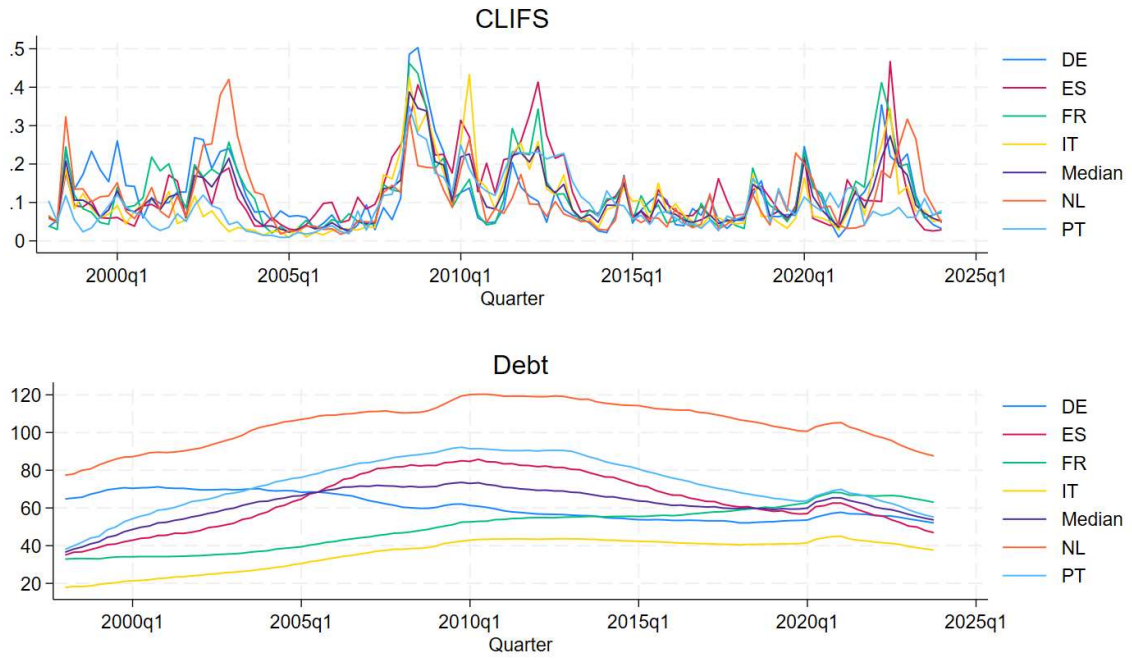 CLIFS
.5
.4
.3
.2
.1
0
2000q1 2005q1 2010q1 2015q1 2020q1 2025q1
Quarter
DE
ES
FR
IT
Median
NL
PT
Debt
120
100
80
60
40
20
2000q1 2005q1 2010q1 2015q1 2020q1 2025q1
Quarter
DE
ES
FR
IT
Median
NL
PT